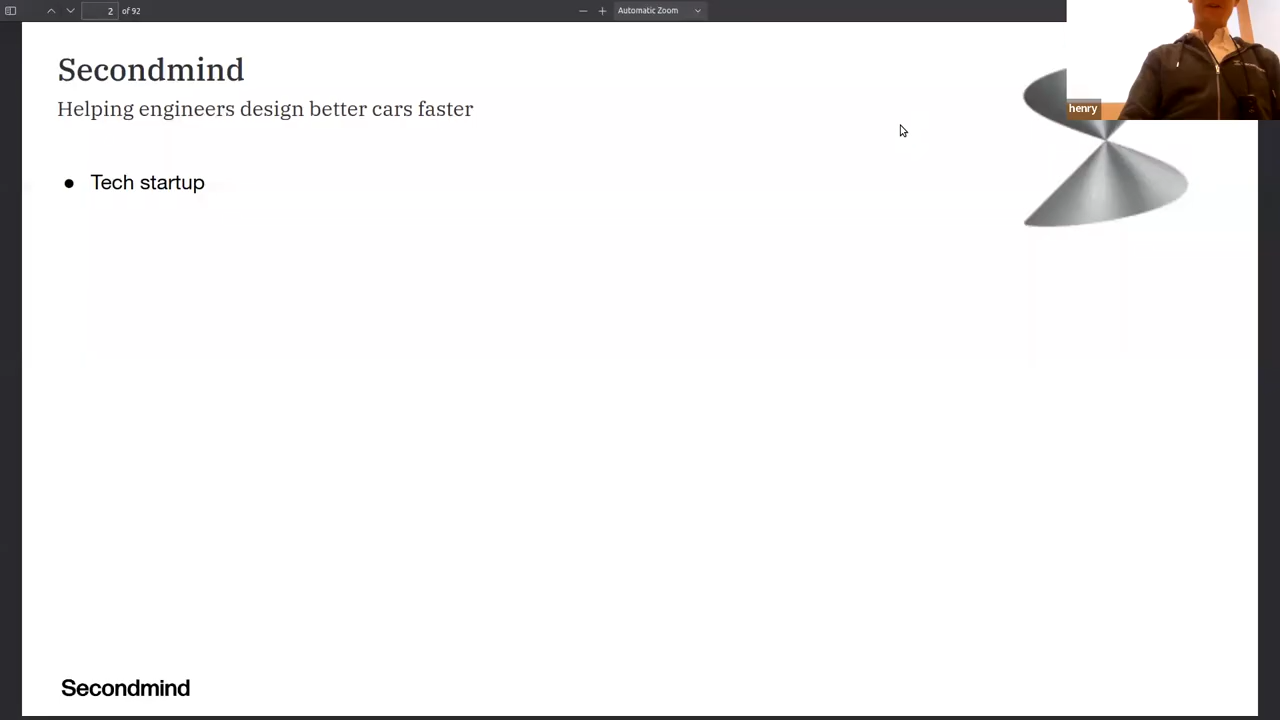 2 of 92 Automatic Zoom
henry
Secondmind
Helping engineers design better cars faster
● Tech startup
Secondmind